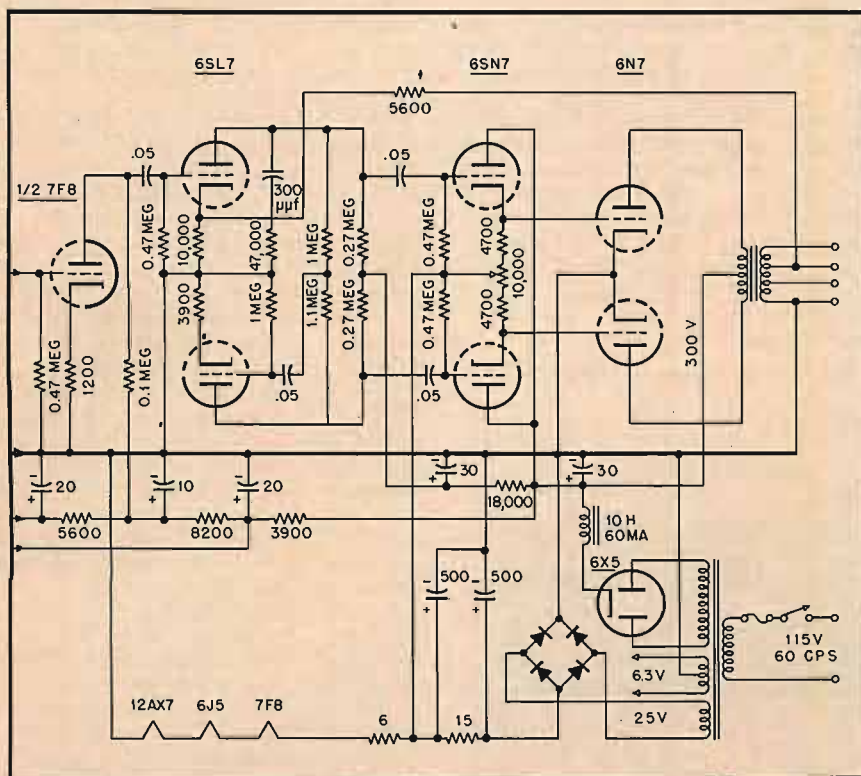 6SL7
6SN7
6N7
5600
1/2 7F8
.05
300
μμf
.05
0.47 MEG
10,000
47,000
1 MEG
0.27 MEG
0.47 MEG
4700
10,000
3900
1 MEG
1.1 MEG
0.27 MEG
0.47 MEG
4700
300 V
0.47 MEG
1200
0.1 MEG
.05
.05
- 20 +
- 10 +
- 20 +
- 30 +
- 30 +
18,000
5600
8200
3900
10 H
60MA
6X5
- 500 +
- 500 +
115V
60 CPS
6.3V
25V
12AX7
6J5
7F8
6
15